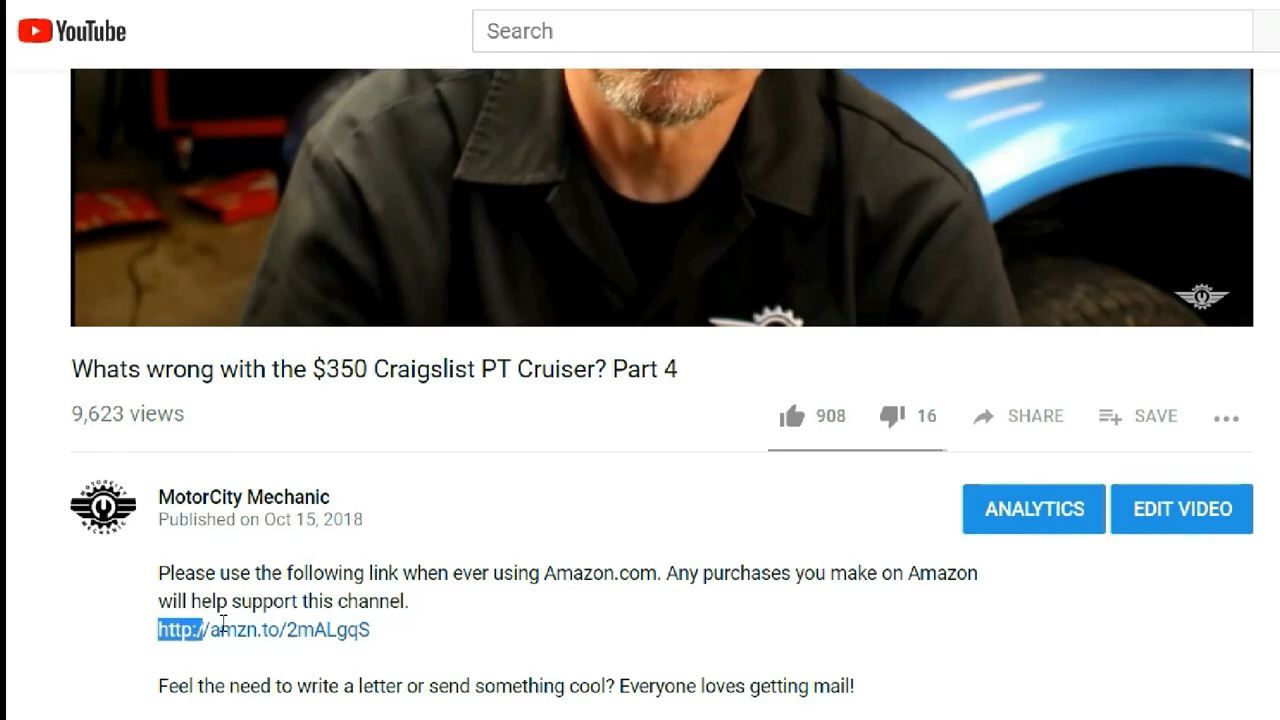 YouTube
Search
Whats wrong with the $350 Craigslist PT Cruiser? Part 4
9,623 views
908
16
SHARE
SAVE
MotorCity Mechanic
Published on Oct 15, 2018
ANALYTICS
EDIT VIDEO
Please use the following link when ever using Amazon.com. Any purchases you make on Amazon
will help support this channel.
http://amzn.to/2mALgqS
Feel the need to write a letter or send something cool? Everyone loves getting mail!
MOTORCITY
MECHANIC